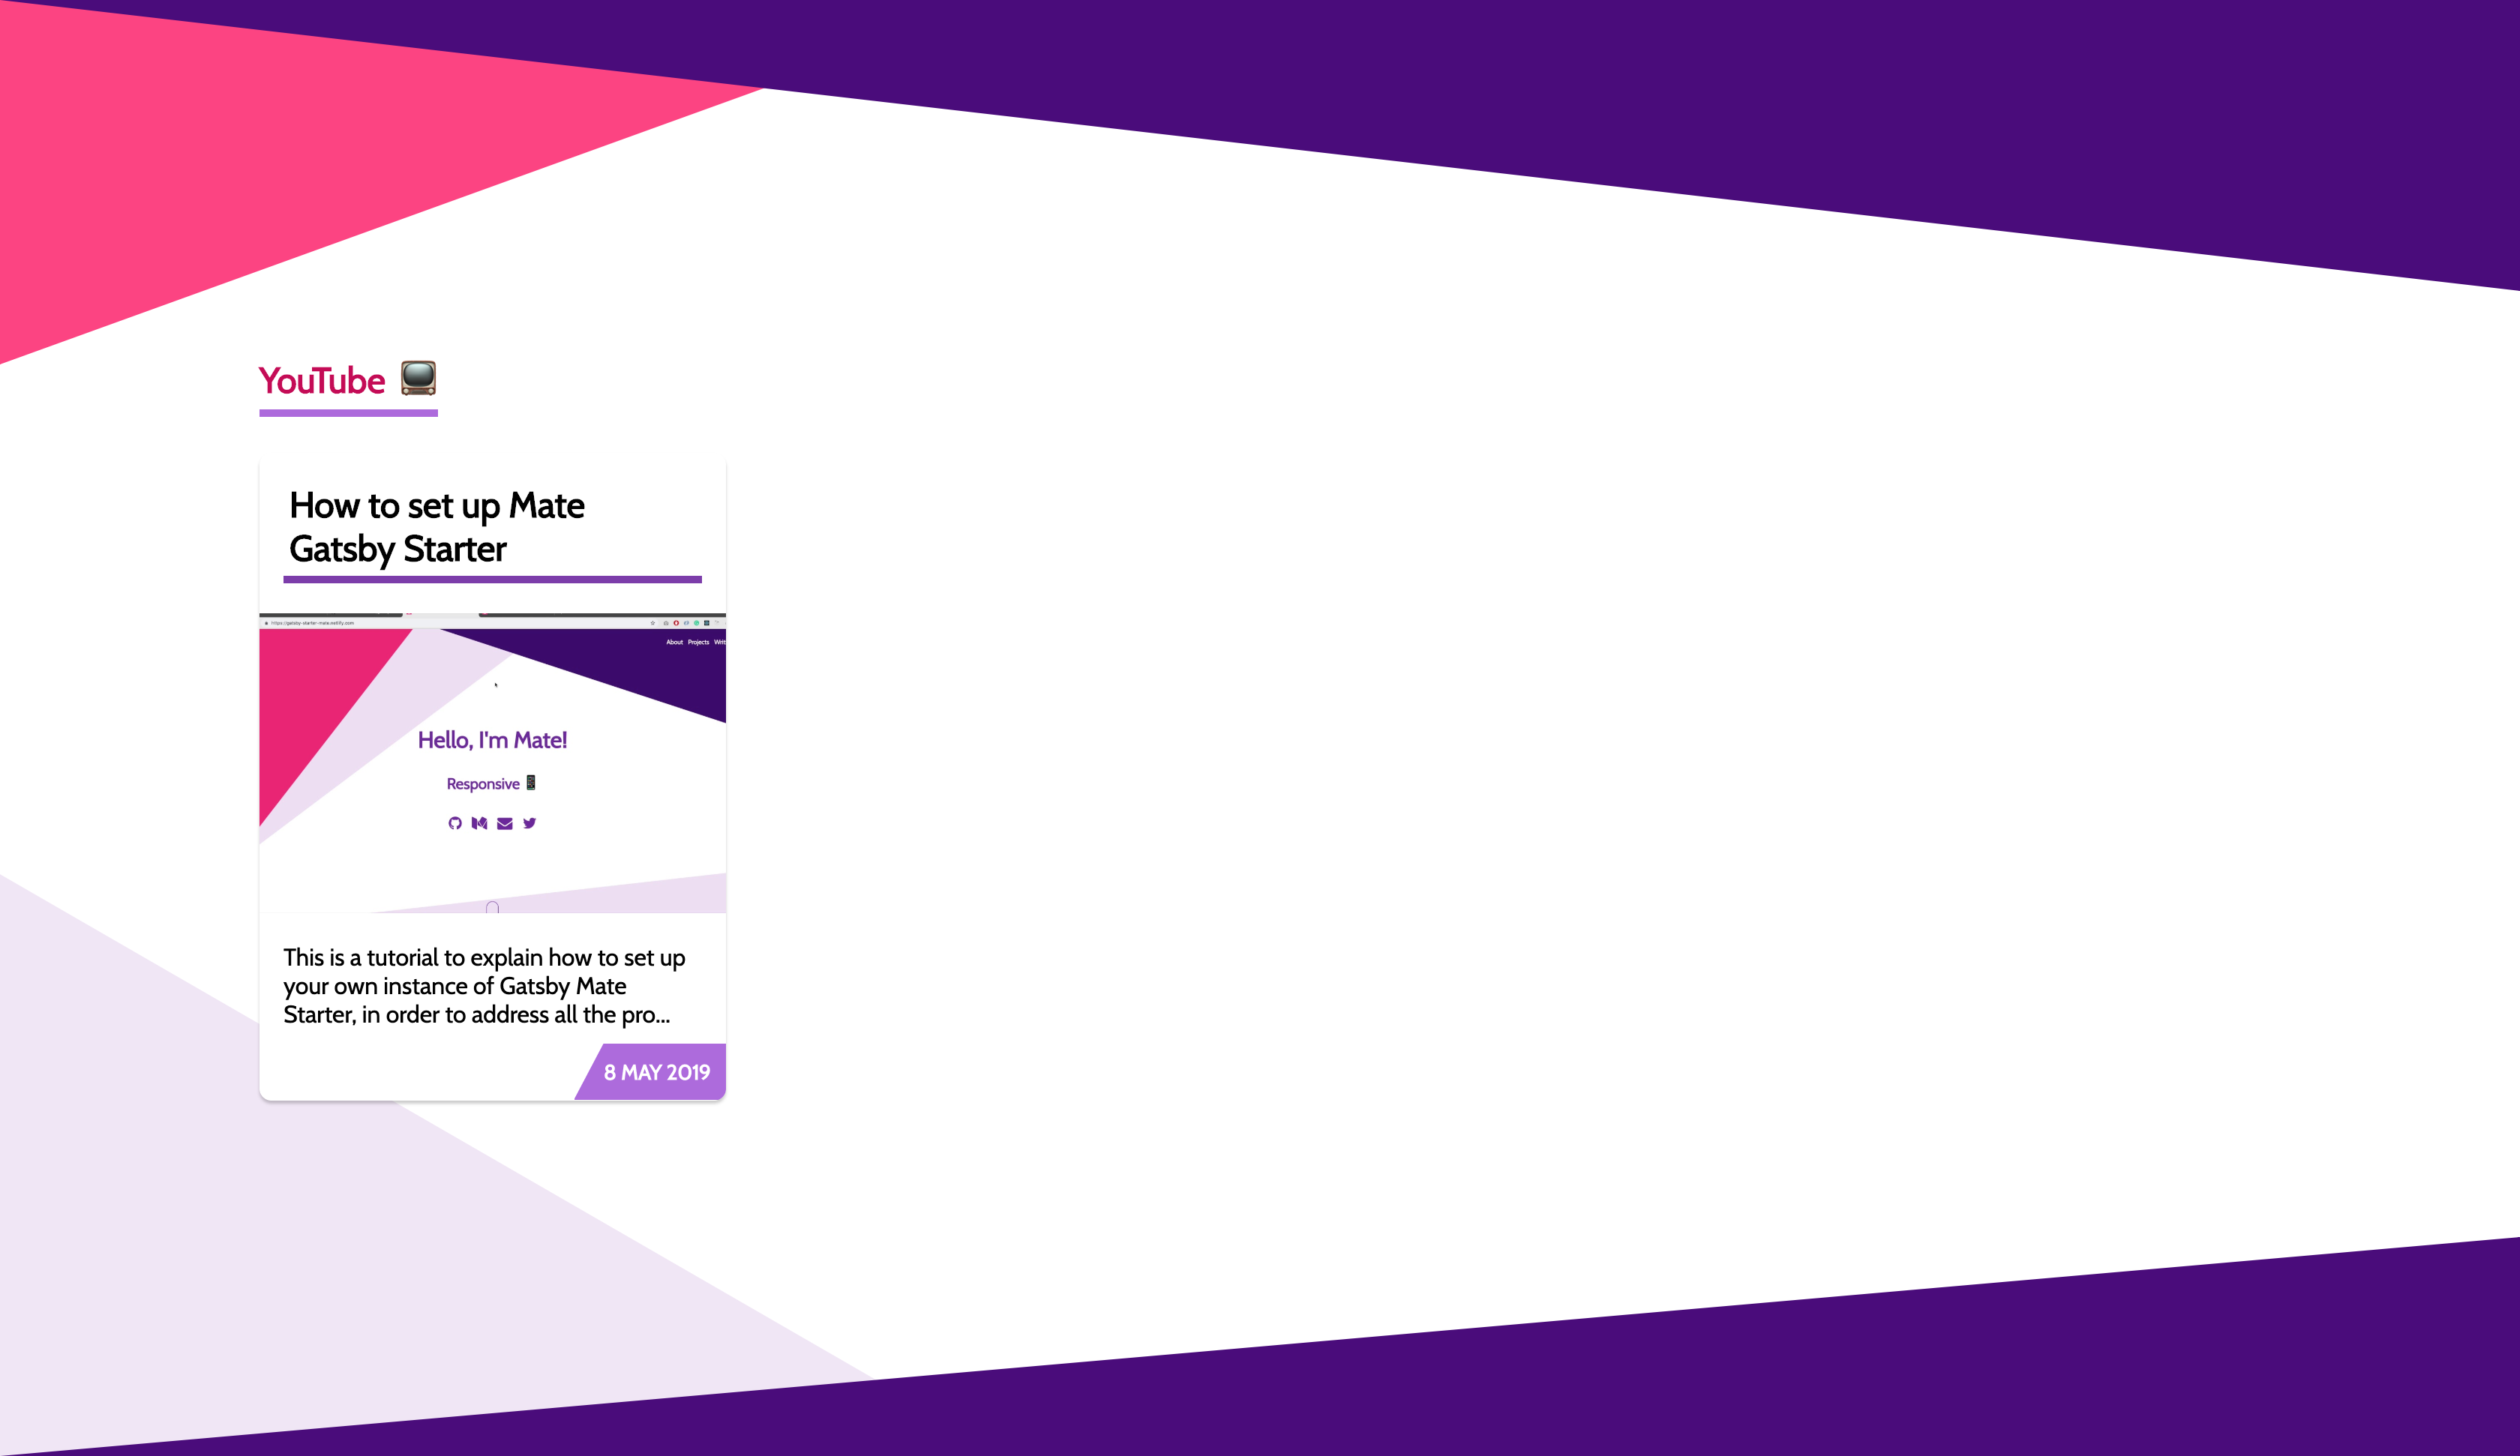 YouTube 📺
How to set up Mate
Gatsby Starter
https://gatsby-starter-mate.netlify.com
About Projects
Hello, I'm Mate!
Responsive 📱
This is a tutorial to explain how to set up
your own instance of Gatsby Mate
Starter, in order to address all the pro...
8 MAY 2019